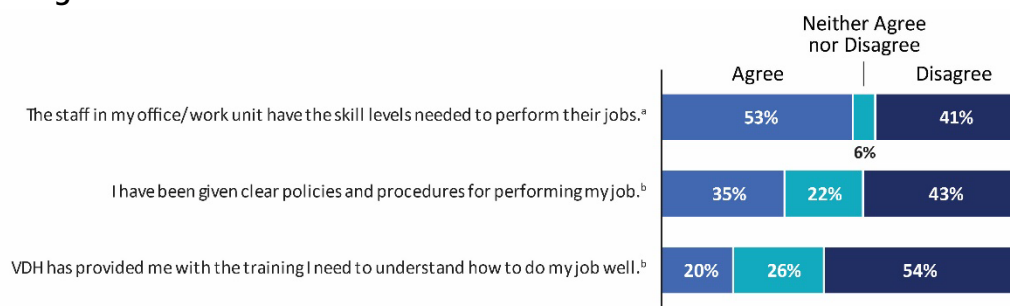 Neither Agree
nor Disagree
Agree
Disagree
The staff in my office/work unit have the skill levels needed to perform their jobs.ᵃ
53%
41%
6%
I have been given clear policies and procedures for performing my job.ᵇ
35%
22%
43%
VDH has provided me with the training I need to understand how to do my job well.ᵇ
20%
26%
54%